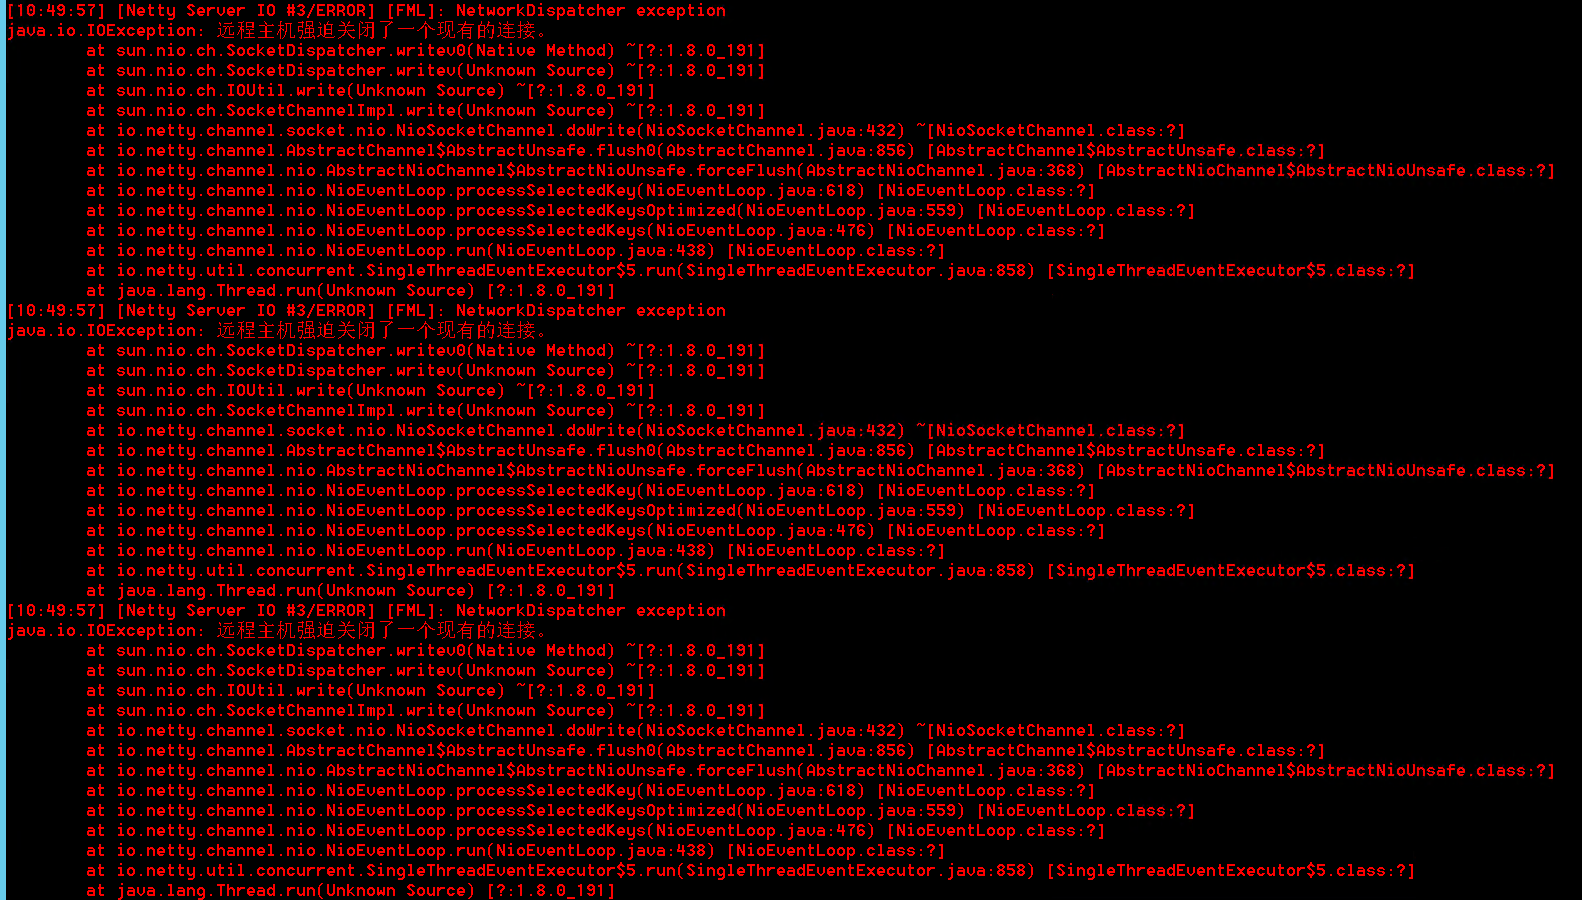 [10:49:57] [Netty Server IO #3/ERROR] [FML]: NetworkDispatcher exception
java.io.IOException: 远程主机强迫关闭了一个现有的连接。
at sun.nio.ch.SocketDispatcher.writev0(Native Method) ~[?:1.8.0_191]
at sun.nio.ch.SocketDispatcher.writev(Unknown Source) ~[?:1.8.0_191]
at sun.nio.ch.IOUtil.write(Unknown Source) ~[?:1.8.0_191]
at sun.nio.ch.SocketChannelImpl.write(Unknown Source) ~[?:1.8.0_191]
at io.netty.channel.socket.nio.NioSocketChannel.doWrite(NioSocketChannel.java:432) ~[NioSocketChannel.class:?]
at io.netty.channel.AbstractChannel$AbstractUnsafe.flush0(AbstractChannel.java:856) [AbstractChannel$AbstractUnsafe.class:?]
at io.netty.channel.nio.AbstractNioChannel$AbstractNioUnsafe.forceFlush(AbstractNioChannel.java:368) [AbstractNioChannel$AbstractNioUnsafe.class:?]
at io.netty.channel.nio.NioEventLoop.processSelectedKey(NioEventLoop.java:618) [NioEventLoop.class:?]
at io.netty.channel.nio.NioEventLoop.processSelectedKeysOptimized(NioEventLoop.java:559) [NioEventLoop.class:?]
at io.netty.channel.nio.NioEventLoop.processSelectedKeys(NioEventLoop.java:476) [NioEventLoop.class:?]
at io.netty.channel.nio.NioEventLoop.run(NioEventLoop.java:438) [NioEventLoop.class:?]
at io.netty.util.concurrent.SingleThreadEventExecutor$5.run(SingleThreadEventExecutor.java:858) [SingleThreadEventExecutor$5.class:?]
at java.lang.Thread.run(Unknown Source) [?:1.8.0_191]
[10:49:57] [Netty Server IO #3/ERROR] [FML]: NetworkDispatcher exception
java.io.IOException: 远程主机强迫关闭了一个现有的连接。
at sun.nio.ch.SocketDispatcher.writev0(Native Method) ~[?:1.8.0_191]
at sun.nio.ch.SocketDispatcher.writev(Unknown Source) ~[?:1.8.0_191]
at sun.nio.ch.IOUtil.write(Unknown Source) ~[?:1.8.0_191]
at sun.nio.ch.SocketChannelImpl.write(Unknown Source) ~[?:1.8.0_191]
at io.netty.channel.socket.nio.NioSocketChannel.doWrite(NioSocketChannel.java:432) ~[NioSocketChannel.class:?]
at io.netty.channel.AbstractChannel$AbstractUnsafe.flush0(AbstractChannel.java:856) [AbstractChannel$AbstractUnsafe.class:?]
at io.netty.channel.nio.AbstractNioChannel$AbstractNioUnsafe.forceFlush(AbstractNioChannel.java:368) [AbstractNioChannel$AbstractNioUnsafe.class:?]
at io.netty.channel.nio.NioEventLoop.processSelectedKey(NioEventLoop.java:618) [NioEventLoop.class:?]
at io.netty.channel.nio.NioEventLoop.processSelectedKeysOptimized(NioEventLoop.java:559) [NioEventLoop.class:?]
at io.netty.channel.nio.NioEventLoop.processSelectedKeys(NioEventLoop.java:476) [NioEventLoop.class:?]
at io.netty.channel.nio.NioEventLoop.run(NioEventLoop.java:438) [NioEventLoop.class:?]
at io.netty.util.concurrent.SingleThreadEventExecutor$5.run(SingleThreadEventExecutor.java:858) [SingleThreadEventExecutor$5.class:?]
at java.lang.Thread.run(Unknown Source) [?:1.8.0_191]
[10:49:57] [Netty Server IO #3/ERROR] [FML]: NetworkDispatcher exception
java.io.IOException: 远程主机强迫关闭了一个现有的连接。
at sun.nio.ch.SocketDispatcher.writev0(Native Method) ~[?:1.8.0_191]
at sun.nio.ch.SocketDispatcher.writev(Unknown Source) ~[?:1.8.0_191]
at sun.nio.ch.IOUtil.write(Unknown Source) ~[?:1.8.0_191]
at sun.nio.ch.SocketChannelImpl.write(Unknown Source) ~[?:1.8.0_191]
at io.netty.channel.socket.nio.NioSocketChannel.doWrite(NioSocketChannel.java:432) ~[NioSocketChannel.class:?]
at io.netty.channel.AbstractChannel$AbstractUnsafe.flush0(AbstractChannel.java:856) [AbstractChannel$AbstractUnsafe.class:?]
at io.netty.channel.nio.AbstractNioChannel$AbstractNioUnsafe.forceFlush(AbstractNioChannel.java:368) [AbstractNioChannel$AbstractNioUnsafe.class:?]
at io.netty.channel.nio.NioEventLoop.processSelectedKey(NioEventLoop.java:618) [NioEventLoop.class:?]
at io.netty.channel.nio.NioEventLoop.processSelectedKeysOptimized(NioEventLoop.java:559) [NioEventLoop.class:?]
at io.netty.channel.nio.NioEventLoop.processSelectedKeys(NioEventLoop.java:476) [NioEventLoop.class:?]
at io.netty.channel.nio.NioEventLoop.run(NioEventLoop.java:438) [NioEventLoop.class:?]
at io.netty.util.concurrent.SingleThreadEventExecutor$5.run(SingleThreadEventExecutor.java:858) [SingleThreadEventExecutor$5.class:?]
at java.lang.Thread.run(Unknown Source) [?:1.8.0_191]